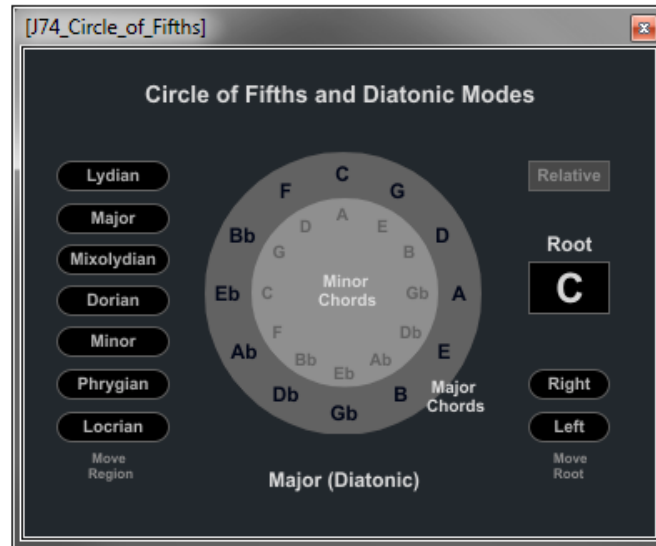 [J74_Circle_of_Fifths]
x
Circle of Fifths and Diatonic Modes
Lydian
Major
Mixolydian
Dorian
Minor
Phrygian
Locrian
Move
Region
C
G
D
A
E
B
Gb
Db
Ab
Eb
Bb
F
A
E
B
Gb
Db
Ab
Eb
Bb
F
C
G
D
Minor
Chords
Major
Chords
Major (Diatonic)
Relative
Root
C
Right
Left
Move
Root